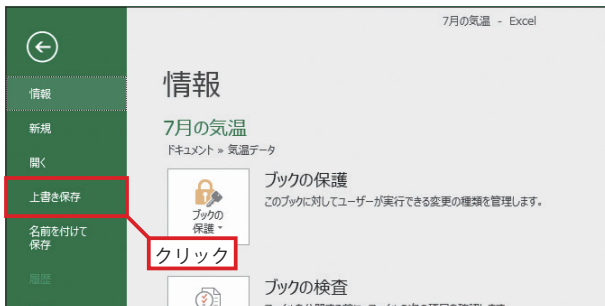 7月の気温 - Excel
情報
情報
新規
7月の気温
ドキュメント » 気温データ
開く
上書き保存
ブックの保護
このブックに対してユーザーが実行できる変更の種類を管理します。
ブックの
保護
名前を付けて
保存
クリック
履歴
ブックの検査